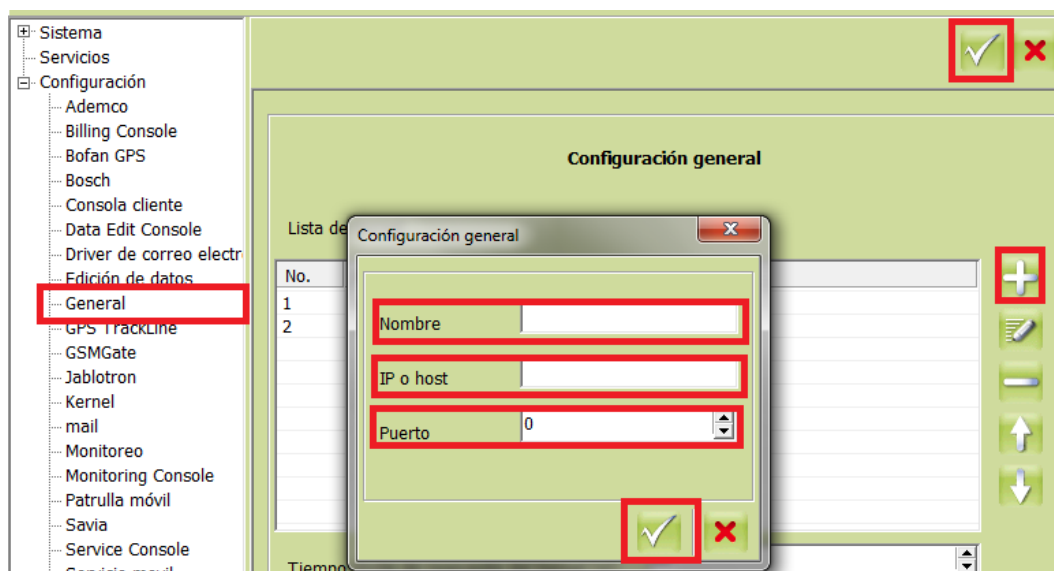 Sistema
Servicios
Configuración
Ademco
Billing Console
Bofan GPS
Bosch
Consola cliente
Data Edit Console
Driver de correo electr
Edición de datos
General
GPS TrackLine
GSMGate
Jablotron
Kernel
mail
Monitoreo
Monitoring Console
Patrulla móvil
Savia
Service Console
Configuración general
Lista de
No.
1
2
Configuración general
Nombre
IP o host
Puerto 0
Tiempo